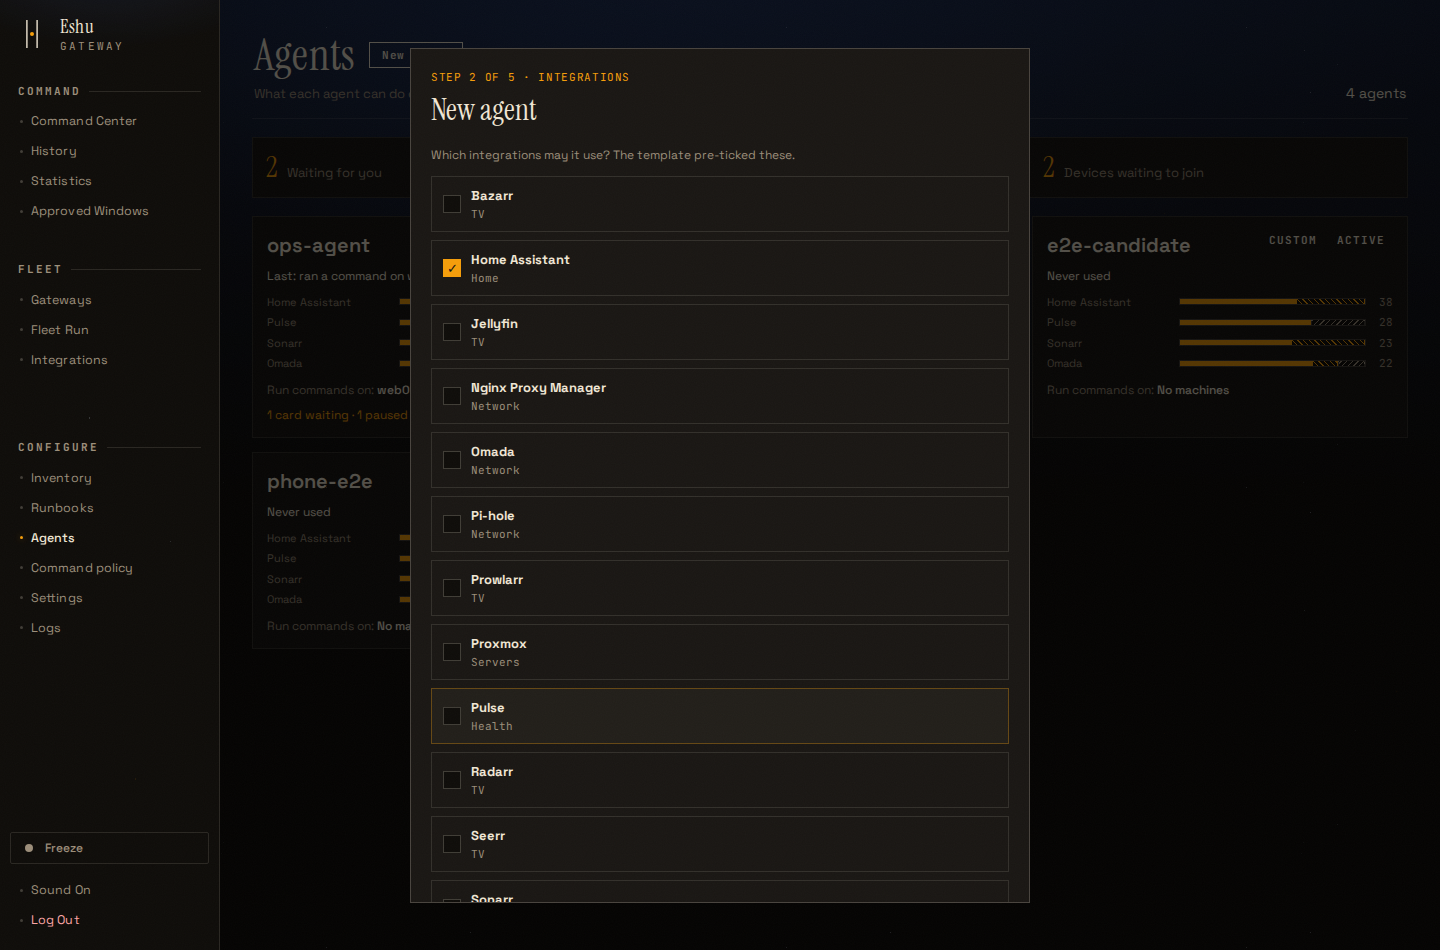 Eshu
GATEWAY
COMMAND
Command Center
History
Statistics
Approved Windows
FLEET
Gateways
Fleet Run
Integrations
CONFIGURE
Inventory
Runbooks
Agents
Command policy
Settings
Logs
Freeze
Sound On
Log Out
Agents
New
What each agent can do
4 agents
2 Waiting for you
2 Devices waiting to join
ops-agent
Last: ran a command on
Home Assistant
Pulse
Sonarr
Omada
Run commands on: web0
1 card waiting · 1 paused
e2e-candidate
CUSTOM ACTIVE
Never used
Home Assistant 38
Pulse 28
Sonarr 23
Omada 22
Run commands on: No machines
phone-e2e
Never used
Home Assistant
Pulse
Sonarr
Omada
Run commands on: No ma
STEP 2 OF 5 · INTEGRATIONS
New agent
Which integrations may it use? The template pre-ticked these.
Bazarr
TV
✓
Home Assistant
Home
Jellyfin
TV
Nginx Proxy Manager
Network
Omada
Network
Pi-hole
Network
Prowlarr
TV
Proxmox
Servers
Pulse
Health
Radarr
TV
Seerr
TV
Sonarr